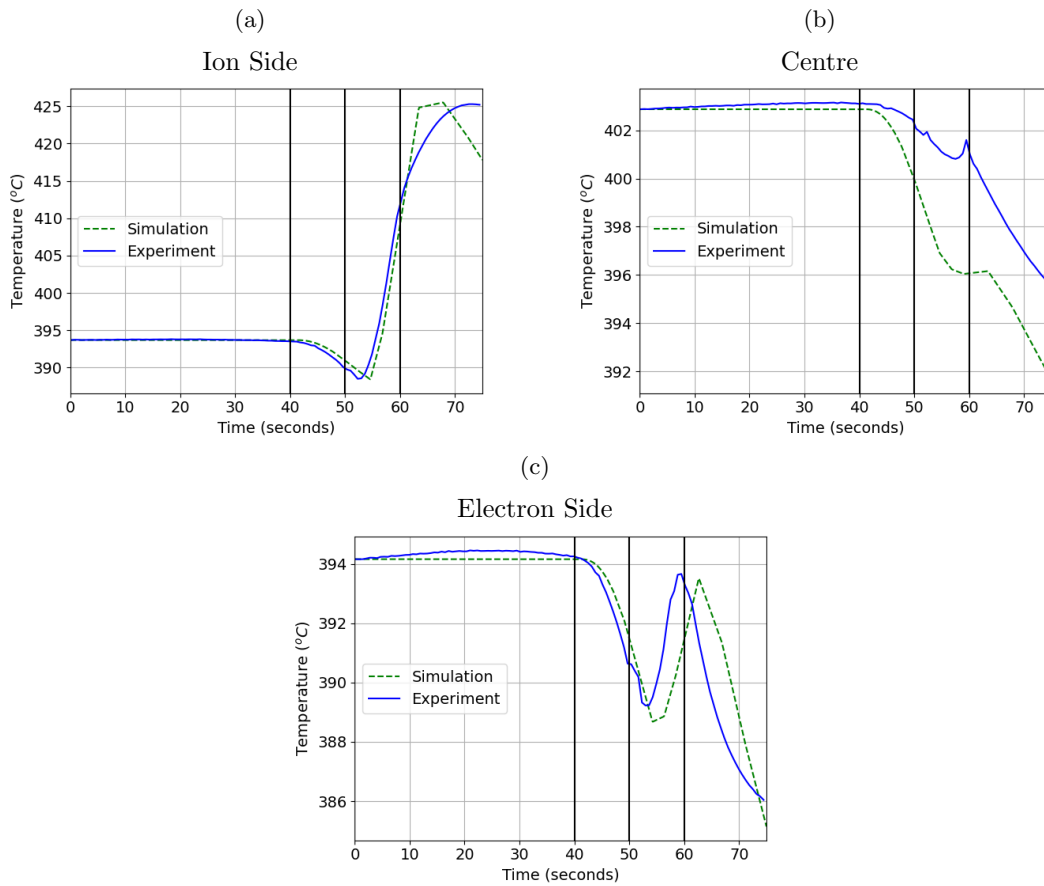 (a)
Ion Side
425
420
415
410
405
400
395
390
Temperature (°C)
Simulation
Experiment
0 10 20 30 40 50 60 70
Time (seconds)
(b)
Centre
402
400
398
396
394
392
Temperature (°C)
Simulation
Experiment
0 10 20 30 40 50 60 70
Time (seconds)
(c)
Electron Side
394
392
390
388
386
Temperature (°C)
Simulation
Experiment
0 10 20 30 40 50 60 70
Time (seconds)